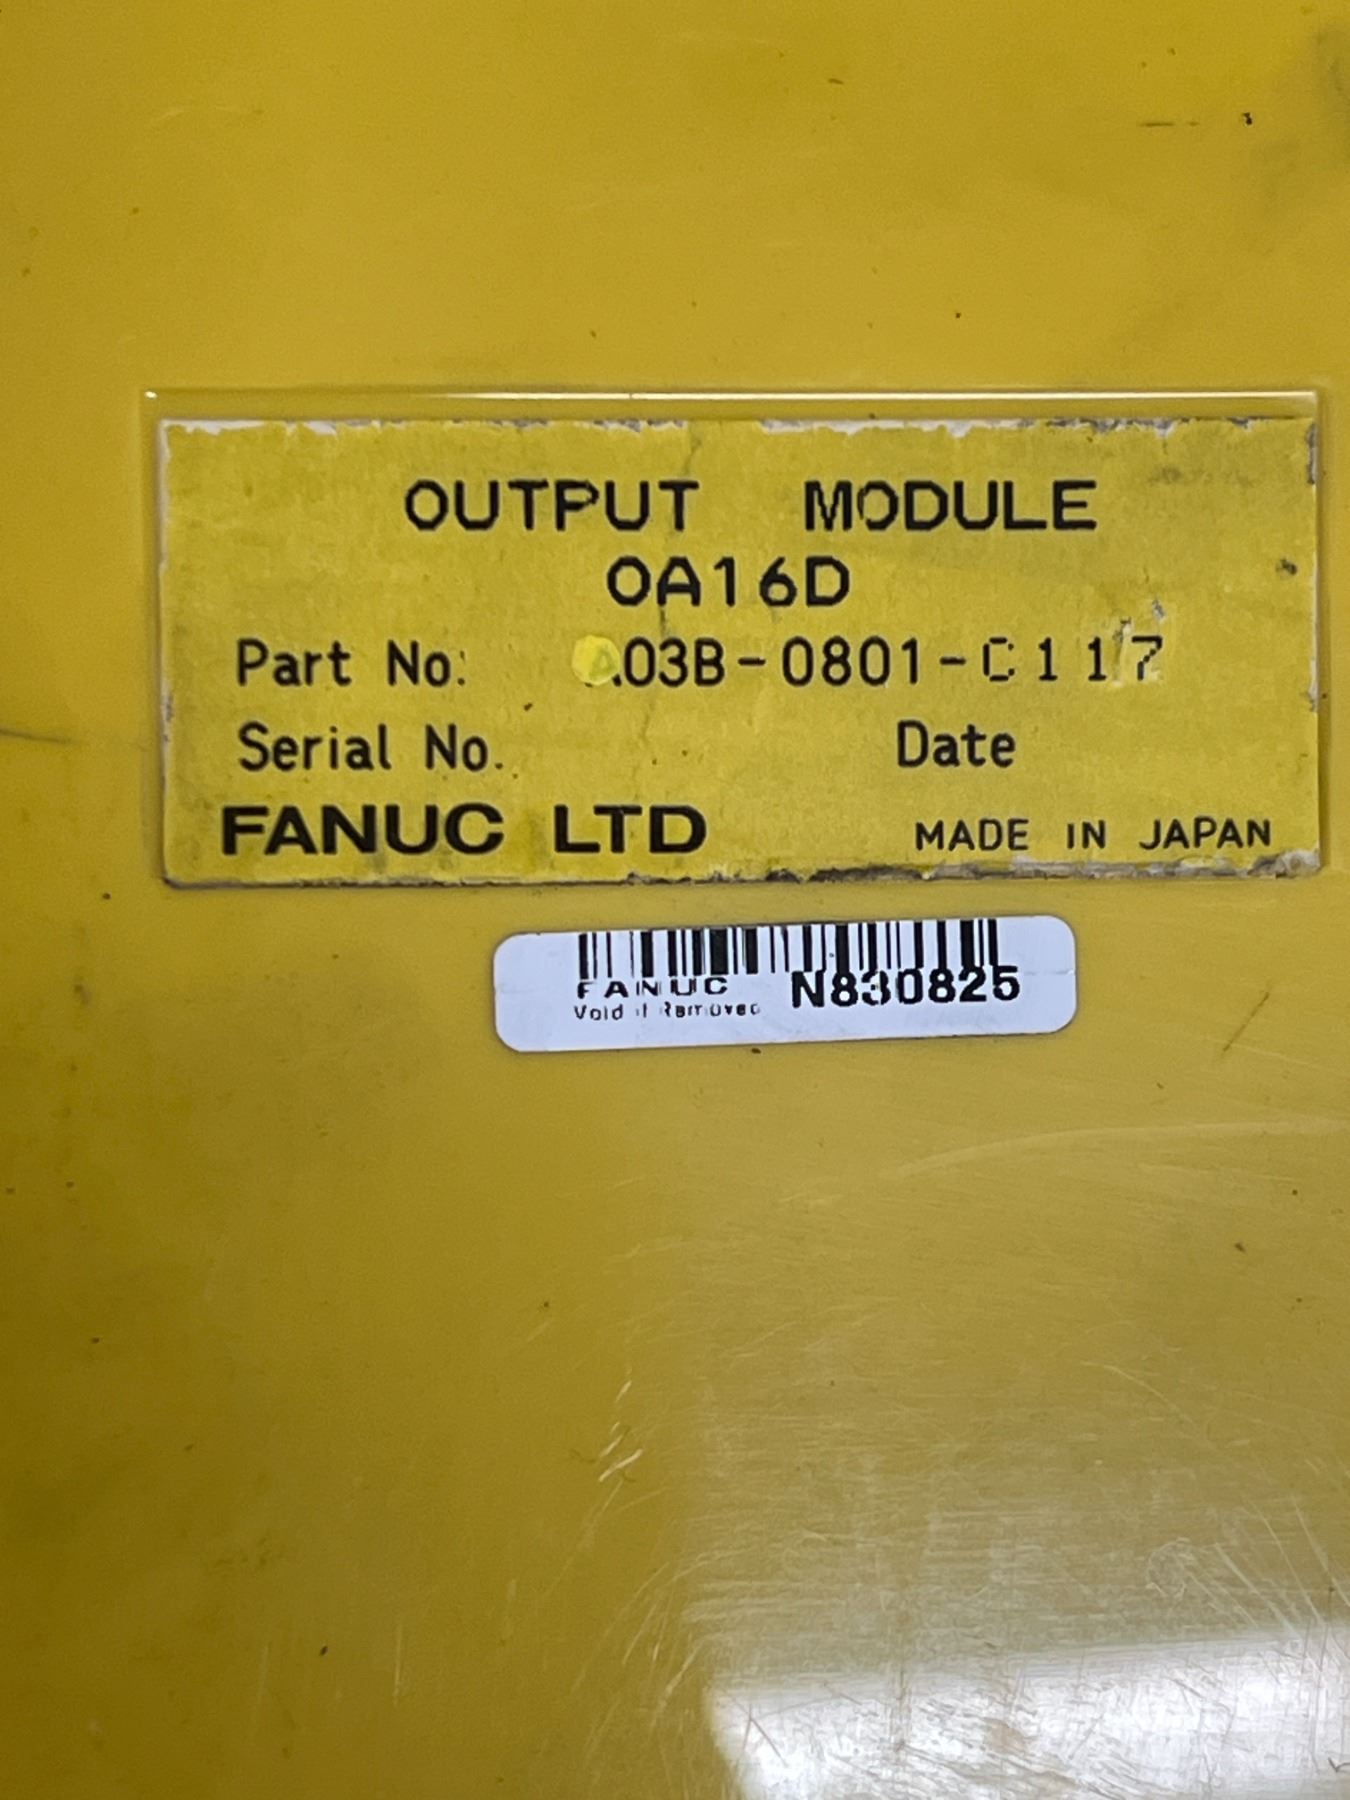 OUTPUT MODULE
OA16D
Part No: A03B-0801-C117
Serial No. Date
FANUC LTD MADE IN JAPAN
FANUC N830825
Void if Removed